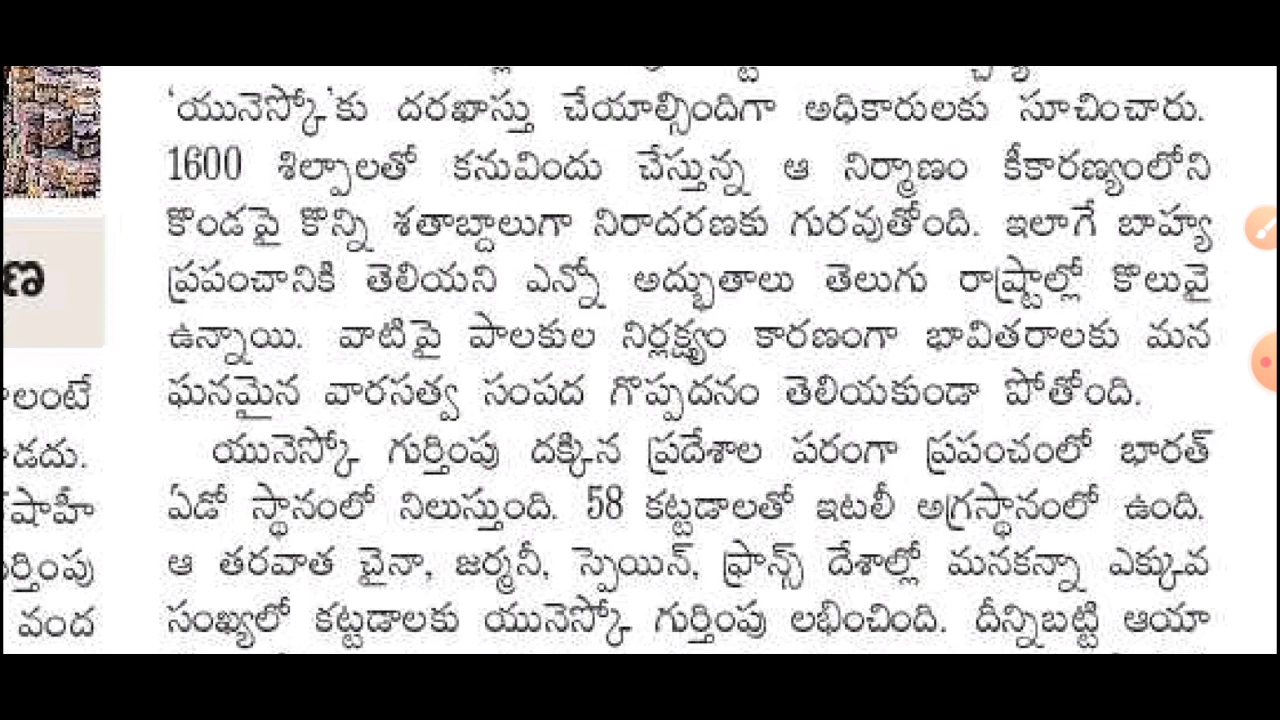 'యునెస్కో'కు దరఖాస్తు చేయాల్సిందిగా అధికారులకు సూచించారు.
1600 శిల్పాలతో కనువిందు చేస్తున్న ఆ నిర్మాణం కీకారణ్యంలోని
కొండపై కొన్ని శతాబ్దాలుగా నిరాదరణకు గురవుతోంది. ఇలాగే బాహ్య
ప్రపంచానికి తెలియని ఎన్నో అద్భుతాలు తెలుగు రాష్ట్రాల్లో కొలువై
ఉన్నాయి. వాటిపై పాలకుల నిర్లక్ష్యం కారణంగా భావితరాలకు మన
ఘనమైన వారసత్వ సంపద గొప్పదనం తెలియకుండా పోతోంది.
యునెస్కో గుర్తింపు దక్కిన ప్రదేశాల పరంగా ప్రపంచంలో భారత్
ఏడో స్థానంలో నిలుస్తుంది. 58 కట్టడాలతో ఇటలీ అగ్రస్థానంలో ఉంది.
ఆ తరవాత చైనా, జర్మనీ, స్పెయిన్, ఫ్రాన్స్ దేశాల్లో మనకన్నా ఎక్కువ
సంఖ్యలో కట్టడాలకు యునెస్కో గుర్తింపు లభించింది. దీన్నిబట్టి ఆయా
ణ
వంద